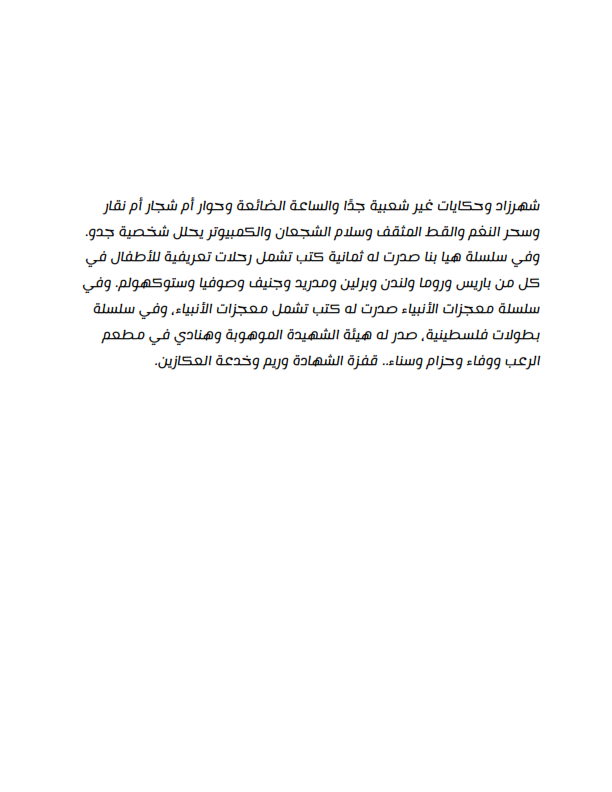 شهرزاد وحكايات غير شعبية جدًا والساعة الضائعة وحوار أم شجار أم نقار
وسحر النغم والقط المثقف وسلام الشجعان والكمبيوتر يحلل شخصية جدو.
وفي سلسلة هيا بنا صدرت له ثمانية كتب تشمل رحلات تعريفية للأطفال في
كل من باريس وروما ولندن وبرلين ومدريد وجنيف وصوفيا وستوكهولم. وفي
سلسلة معجزات الأنبياء صدرت له كتب تشمل معجزات الأنبياء، وفي سلسلة
بطولات فلسطينية، صدر له هيئة الشهيدة الموهوبة وهنادي في مطعم
الرعب ووفاء وحزام وسناء.. قفزة الشهادة وريم وخدعة العكازين.